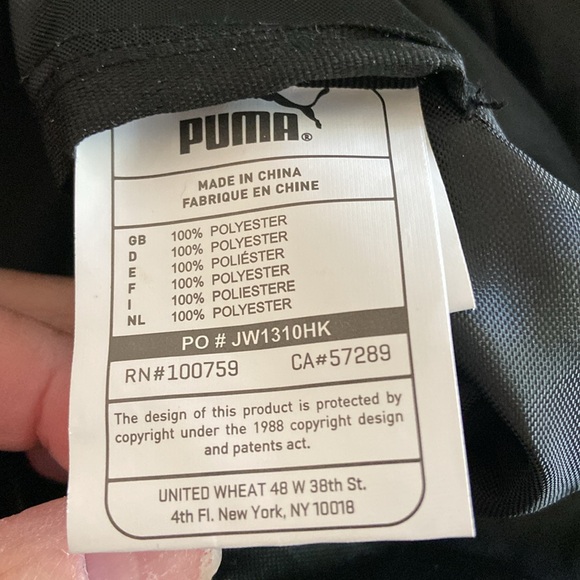 PUMA®
MADE IN CHINA
FABRIQUE EN CHINE
GB 100% POLYESTER
D 100% POLYESTER
E 100% POLIÉSTER
F 100% POLYESTER
I 100% POLIESTERE
NL 100% POLYESTER
PO # JW1310HK
RN#100759 CA#57289
The design of this product is protected by
copyright under the 1988 copyright design
and patents act.
UNITED WHEAT 48 W 38th St.
4th Fl. New York, NY 10018